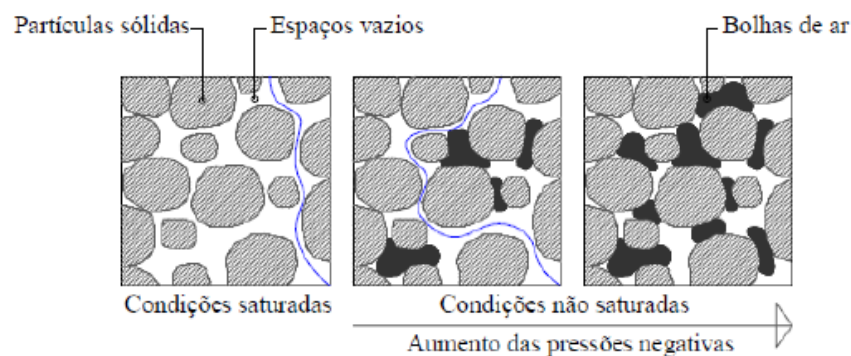 Partículas sólidas
Espaços vazios
Bolhas de ar
Condições saturadas
Condições não saturadas
Aumento das pressões negativas